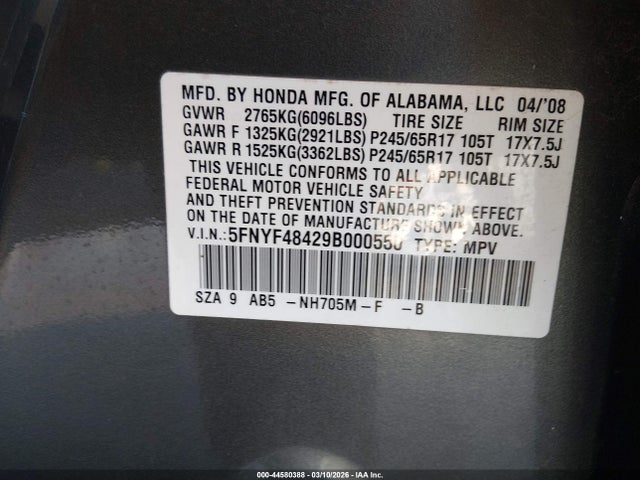 MFD. BY HONDA MFG. OF ALABAMA, LLC 04/'08
GVWR 2765KG(6096LBS) TIRE SIZE RIM SIZE
GAWR F 1325KG(2921LBS) P245/65R17 105T 17X7.5J
GAWR R 1525KG(3362LBS) P245/65R17 105T 17X7.5J
THIS VEHICLE CONFORMS TO ALL APPLICABLE
FEDERAL MOTOR VEHICLE SAFETY
AND THEFT PREVENTION STANDARDS IN EFFECT
ON THE DATE OF MANUFACTURE SHOWN ABOVE.
V.I.N.: 5FNYF48429B000550 TYPE: MPV
SZA 9 AB5 -NH705M-F -B
000-44580388 - 03/10/2026 - IAA Inc.